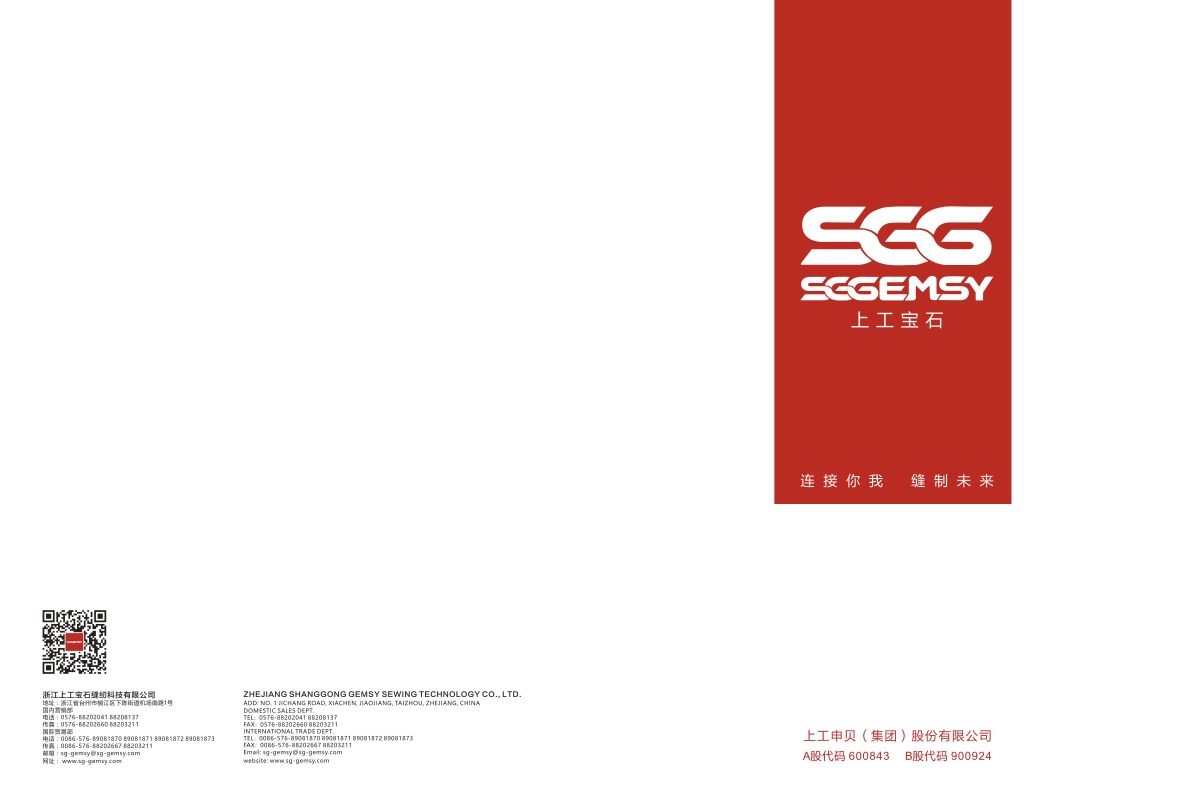 SGG
SGGEMSY
上工宝石
连接你我 缝制未来
浙江上工宝石缝纫科技有限公司
地址：浙江省台州市椒江区下陈街道机场南路1号
国内营销部
电话：0576-88202041 88208137
传真：0576-88202660 88203211
国际贸易部
电话：0086-576-89081870 89081871 89081872 89081873
传真：0086-576-88202667 88203211
邮箱：sg-gemsy@sg-gemsy.com
网址： www.sg-gemsy.com
ZHEJIANG SHANGGONG GEMSY SEWING TECHNOLOGY CO., LTD.
ADD: NO. 1 JICHANG ROAD, XIACHEN, JIAOJIANG, TAIZHOU, ZHEJIANG, CHINA
DOMESTIC SALES DEPT.
TEL: 0576-88202041 88208137
FAX: 0576-88202660 88203211
INTERNATIONAL TRADE DEPT.
TEL: 0086-576-89081870 89081871 89081872 89081873
FAX: 0086-576-88202667 88203211
Email: sg-gemsy@sg-gemsy.com
website: www.sg-gemsy.com
上工申贝（集团）股份有限公司
A股代码 600843 B股代码 900924